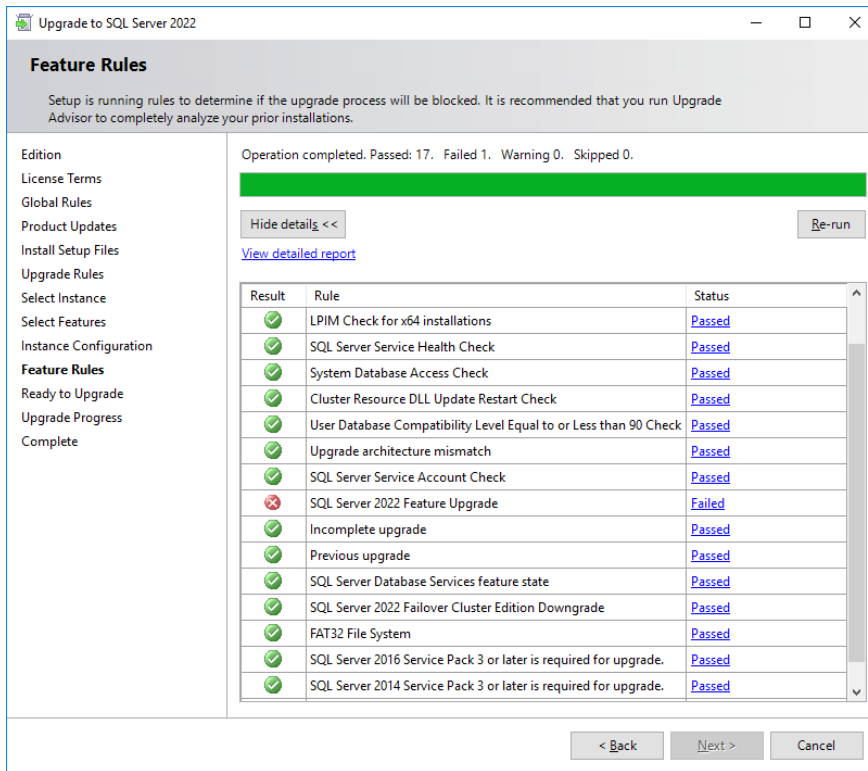 Upgrade to SQL Server 2022
Feature Rules
Setup is running rules to determine if the upgrade process will be blocked. It is recommended that you run Upgrade
Advisor to completely analyze your prior installations.
Edition
License Terms
Global Rules
Product Updates
Install Setup Files
Upgrade Rules
Select Instance
Select Features
Instance Configuration
Feature Rules
Ready to Upgrade
Upgrade Progress
Complete
Operation completed. Passed: 17. Failed 1. Warning 0. Skipped 0.
Hide details << Re-run
View detailed report
Result Rule Status
LPIM Check for x64 installations Passed
SQL Server Service Health Check Passed
System Database Access Check Passed
Cluster Resource DLL Update Restart Check Passed
User Database Compatibility Level Equal to or Less than 90 Check Passed
Upgrade architecture mismatch Passed
SQL Server Service Account Check Passed
SQL Server 2022 Feature Upgrade Failed
Incomplete upgrade Passed
Previous upgrade Passed
SQL Server Database Services feature state Passed
SQL Server 2022 Failover Cluster Edition Downgrade Passed
FAT32 File System Passed
SQL Server 2016 Service Pack 3 or later is required for upgrade. Passed
SQL Server 2014 Service Pack 3 or later is required for upgrade. Passed
< Back Next > Cancel